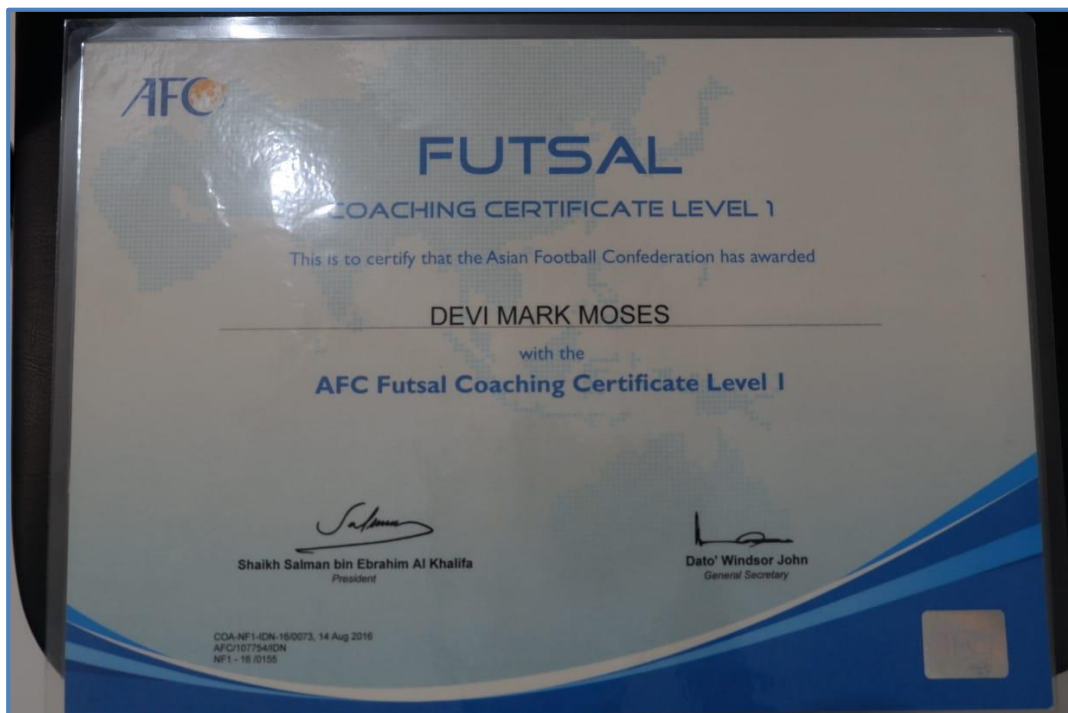 AFC
FUTSAL
COACHING CERTIFICATE LEVEL 1
This is to certify that the Asian Football Confederation has awarded
DEVI MARK MOSES
with the
AFC Futsal Coaching Certificate Level 1
Shaikh Salman bin Ebrahim Al Khalifa
President
Dato' Windsor John
General Secretary
COA-NF1-IDN-16/0073, 14 Aug 2016
AFC/107754/IDN
NF1 - 16 /0155